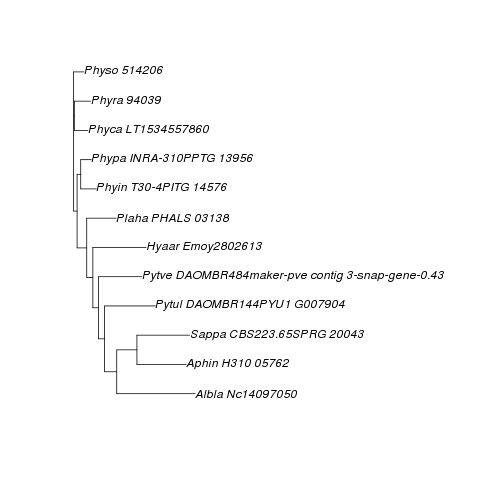 Physo 514206
Phyra 94039
Phyca LT1534557860
Phypa INRA-310PPTG 13956
Phyin T30-4PITG 14576
Plaha PHALS 03138
Hyaar Emoy2802613
Pytve DAOMBR484maker-pve contig 3-snap-gene-0.43
Pytul DAOMBR144PYU1 G007904
Sappa CBS223.65SPRG 20043
Aphin H310 05762
Albla Nc14097050